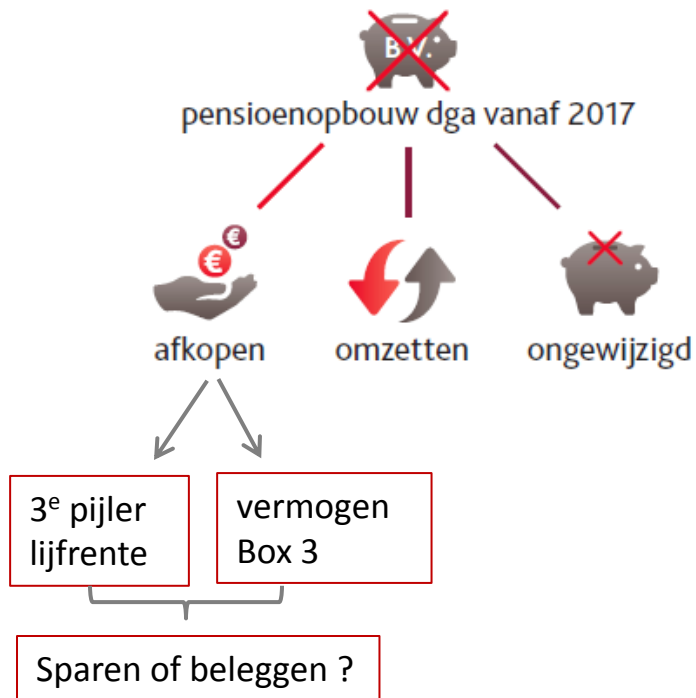 B.V.
pensioenopbouw dga vanaf 2017
€
€
afkopen
omzetten
ongewijzigd
3e pijler
lijfrente
vermogen
Box 3
Sparen of beleggen ?